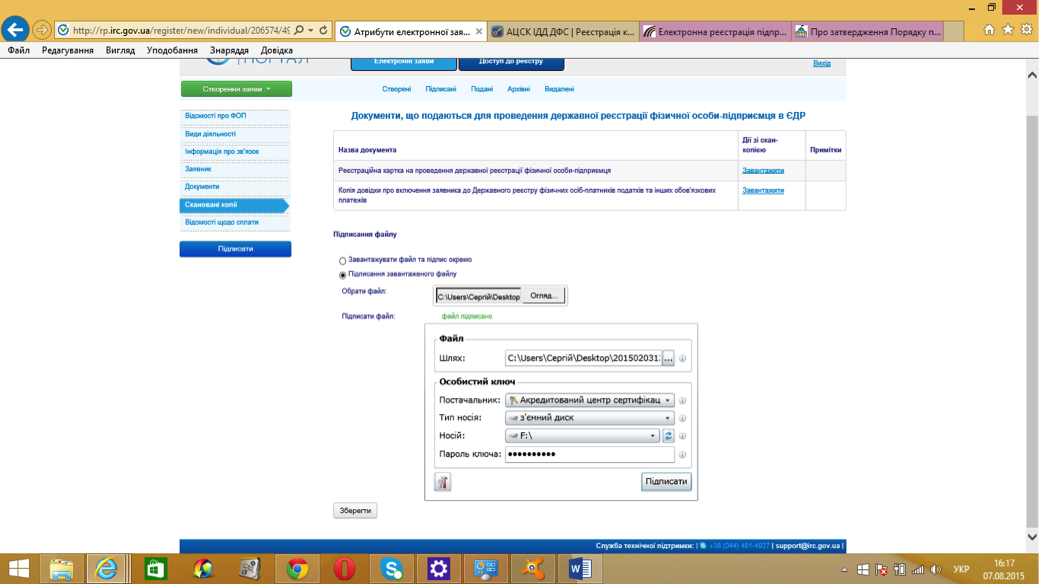 http://rp.irc.gov.ua/register/new/individual/206574/49
Атрибути електронної зая...
АЦСК ІДД ДФС | Реєстрація к...
Електронна реєстрація підпр...
Про затвердження Порядку п...
Файл Редагування Вигляд Уподобання Знаряддя Довідка
ПОРТАЛ
Електронні заяви
Доступ до реєстру
Вихід
Створення заяви
Створені Підписані Подані Архівні Видалені
Відомості про ФОП
Види діяльності
Інформація про зв'язок
Заявник
Документи
Скановані копії
Відомості щодо сплати
Підписати
Документи, що подаються для проведення державної реєстрації фізичної особи-підприємця в ЄДР
Назва документа
Дії зі скан-
копією
Примітки
Реєстраційна картка на проведення державної реєстрації фізичної особи-підприємця
Завантажити
Копія довідки про включення заявника до Державного реєстру фізичних осіб-платників податків та інших обов'язкових
платежів
Завантажити
Підписання файлу
Завантажувати файл та підпис окремо
Підписання завантаженого файлу
Обрати файл:
C:\Users\Сергій\Desktop
Огляд...
Підписати файл:
файл підписано
Файл
Шлях:
C:\Users\Сергій\Desktop\201502031
...
Особистий ключ
Постачальник:
Акредитований центр сертифікац
Тип носія:
з'ємний диск
Носій:
F:\
Пароль ключа:
••••••••••
Підписати
Зберегти
Служба технічної підтримки: | +38 (044) 481-4927 | support@irc.gov.ua |
УКР
16:17
07.08.2015